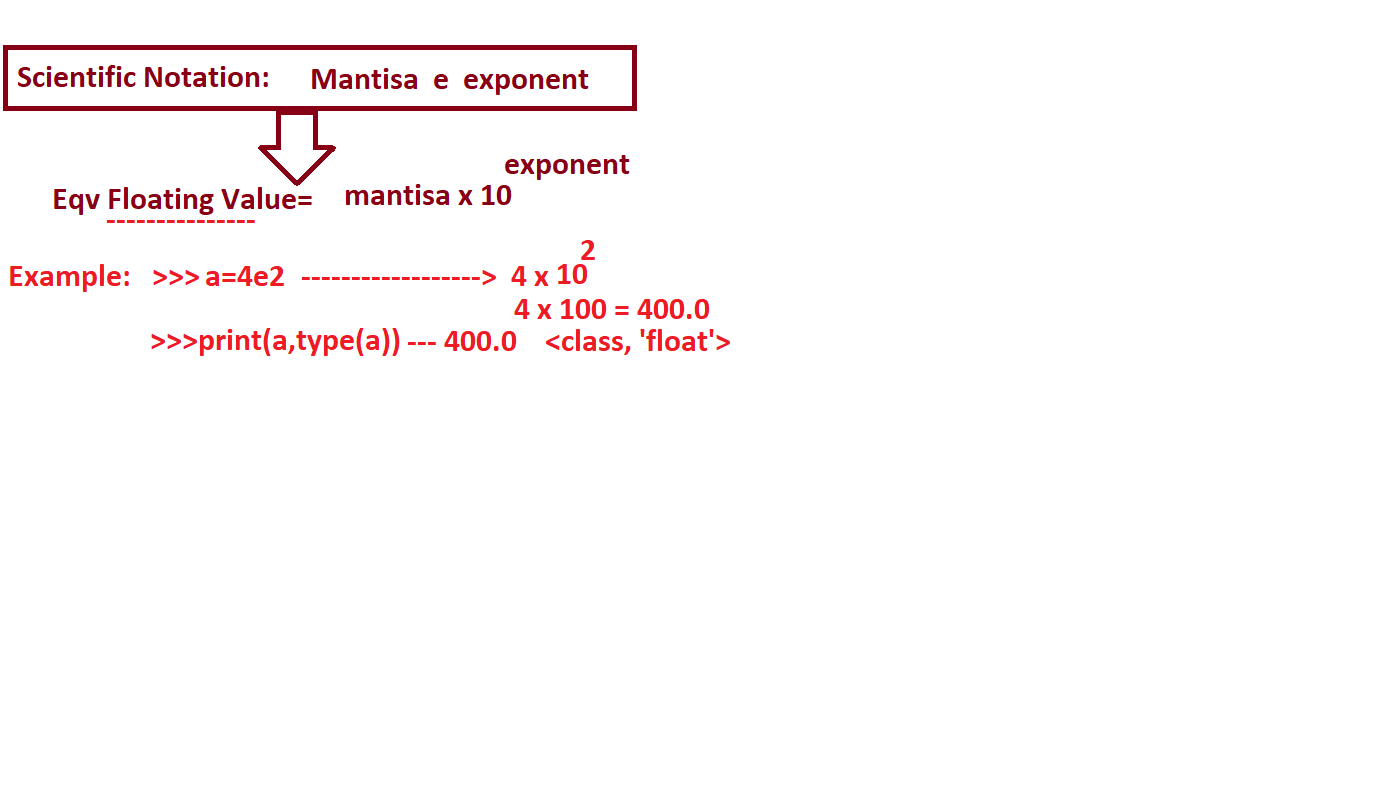 Scientific Notation: Mantisa e exponent
exponent
Eqv Floating Value= mantisa x 10
---------------
2
Example: >>> a=4e2 ------------------> 4 x 10
4 x 100 = 400.0
>>>print(a,type(a)) --- 400.0 <class, 'float'>